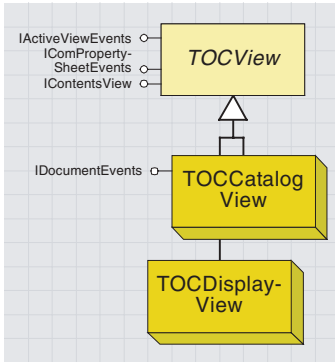 IActiveViewEvents
IComProperty-
SheetEvents
IContentsView
TOCView
IDocumentEvents
TOCCatalog
View
TOCDisplay-
View